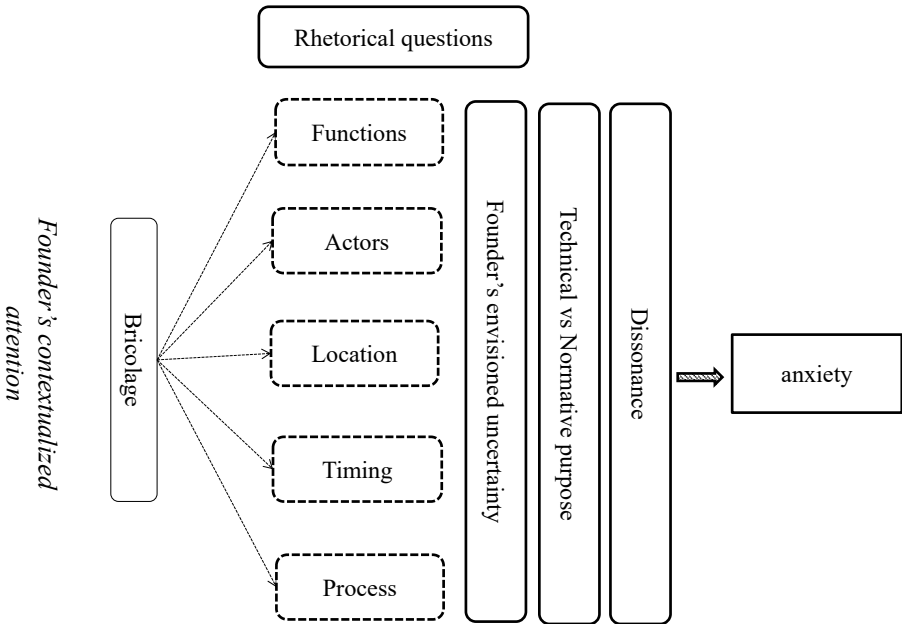 Rhetorical questions
Functions
Actors
Location
Timing
Process
Founder’s contextualized
attention
Bricolage
Founder’s envisioned uncertainty
Technical vs Normative purpose
Dissonance
anxiety